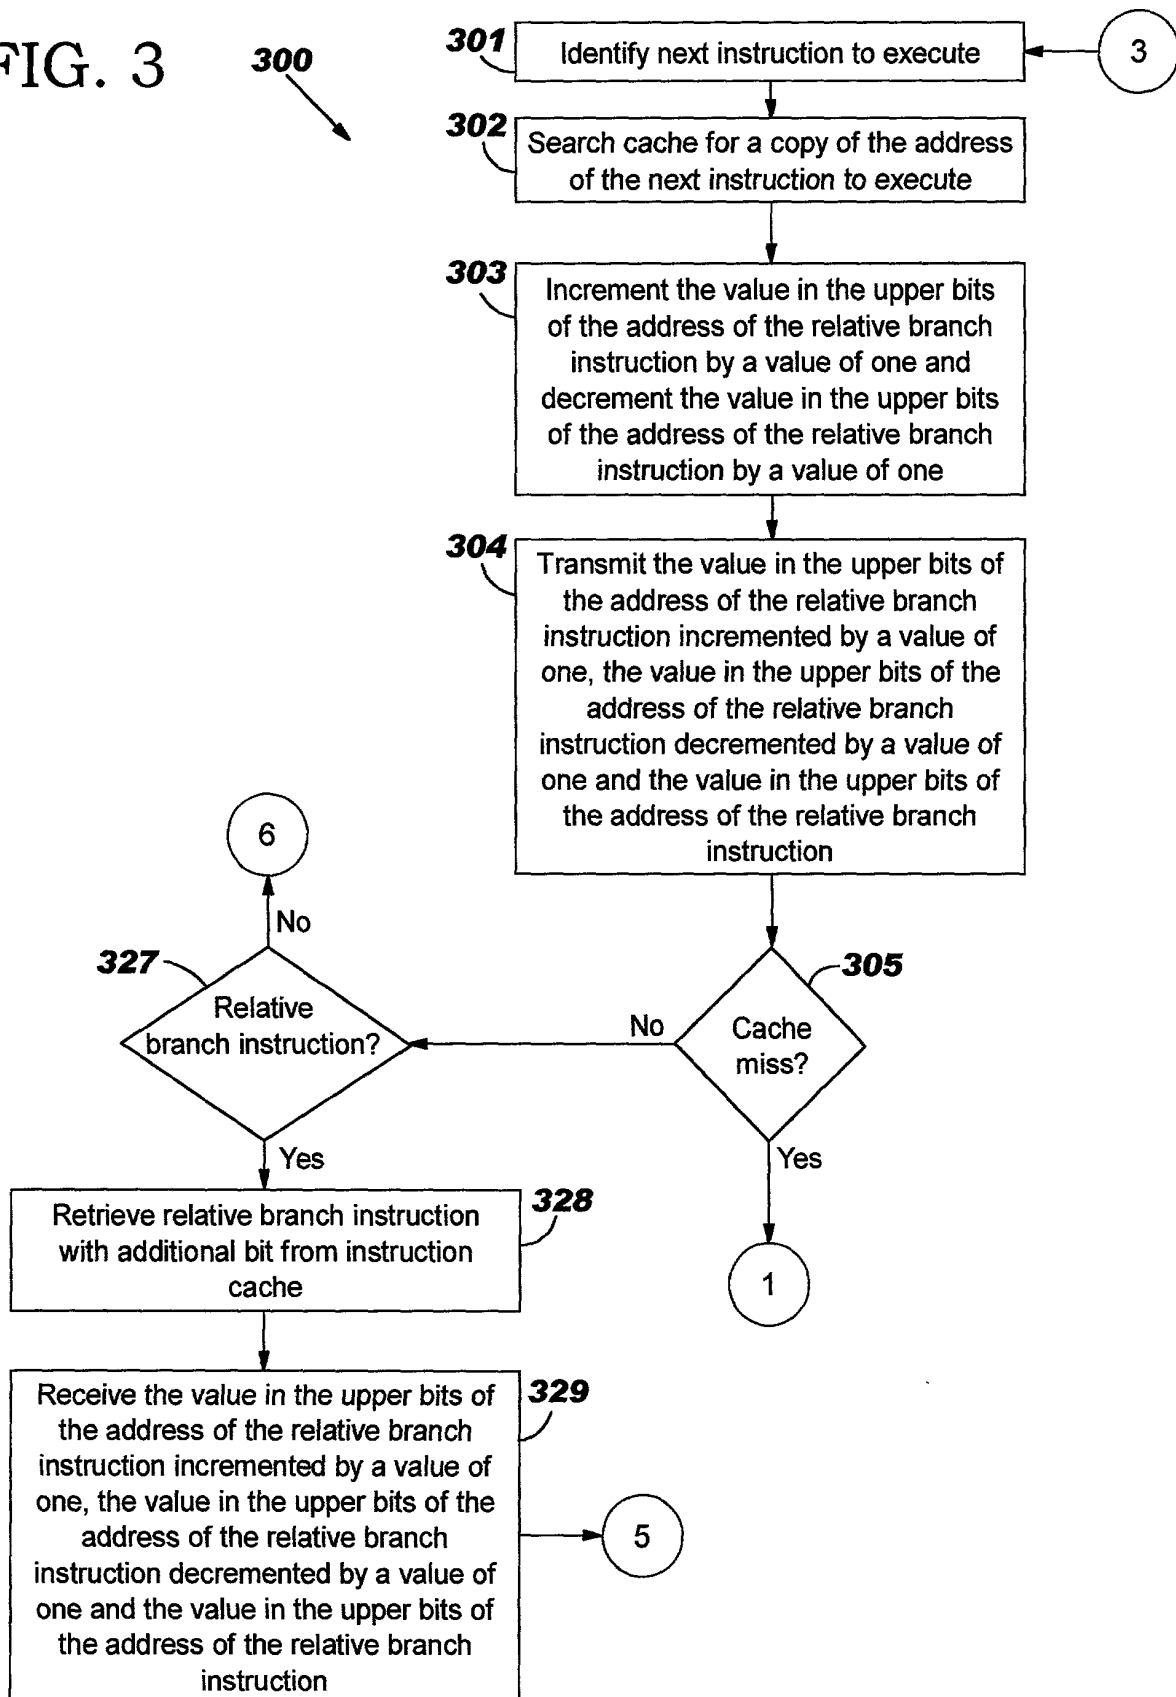 FIG. 3
300
301
Identify next instruction to execute
3
302
Search cache for a copy of the address
of the next instruction to execute
303
Increment the value in the upper bits
of the address of the relative branch
instruction by a value of one and
decrement the value in the upper bits
of the address of the relative branch
instruction by a value of one
304
Transmit the value in the upper bits of
the address of the relative branch
instruction incremented by a value of
one, the value in the upper bits of the
address of the relative branch
instruction decremented by a value of
one and the value in the upper bits of
the address of the relative branch
instruction
6
No
327
Relative
branch instruction?
No
305
Cache
miss?
Yes
Yes
1
328
Retrieve relative branch instruction
with additional bit from instruction
cache
329
Receive the value in the upper bits of
the address of the relative branch
instruction incremented by a value of
one, the value in the upper bits of the
address of the relative branch
instruction decremented by a value of
one and the value in the upper bits of
the address of the relative branch
instruction
5